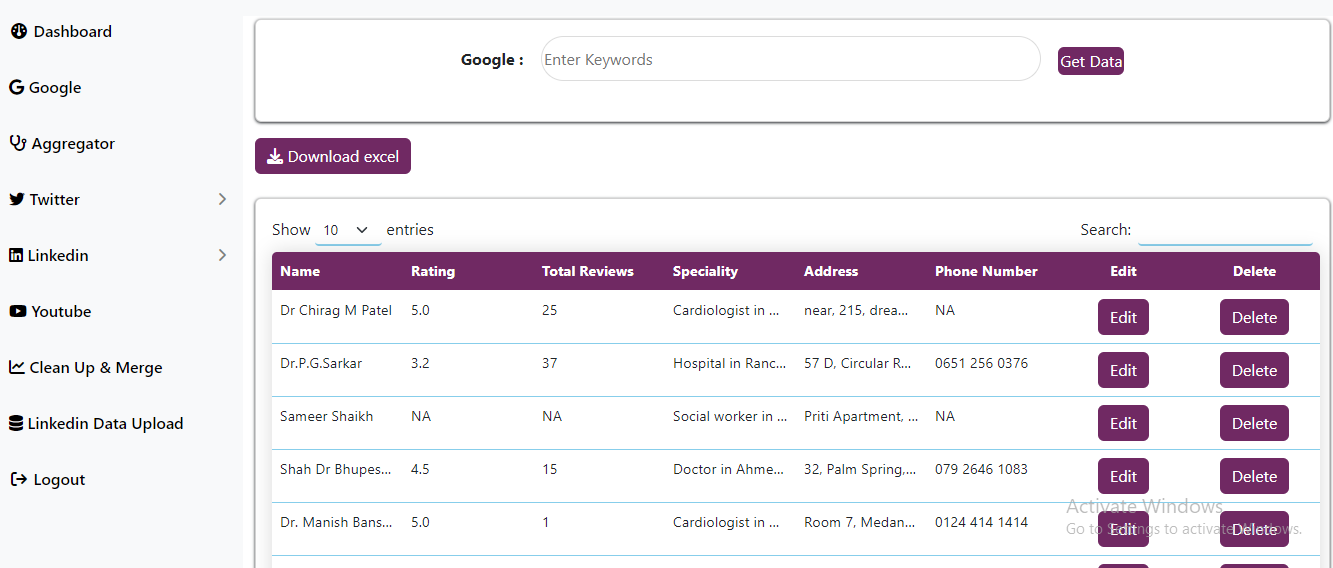 Dashboard
Google
Aggregator
Twitter
Linkedin
Youtube
Clean Up & Merge
Linkedin Data Upload
Logout
Google : Enter Keywords Get Data
Download excel
Show 10 entries Search:
Name Rating Total Reviews Speciality Address Phone Number Edit Delete
Dr Chirag M Patel 5.0 25 Cardiologist in ... near, 215, drea... NA Edit Delete
Dr.P.G.Sarkar 3.2 37 Hospital in Ranc... 57 D, Circular R... 0651 256 0376 Edit Delete
Sameer Shaikh NA NA Social worker in ... Priti Apartment, ... NA Edit Delete
Shah Dr Bhupes... 4.5 15 Doctor in Ahme... 32, Palm Spring,... 079 2646 1083 Edit Delete
Dr. Manish Bans... 5.0 1 Cardiologist in ... Room 7, Medan... 0124 414 1414 Edit Delete
Activate Windows
Go to Settings to activate Windows.